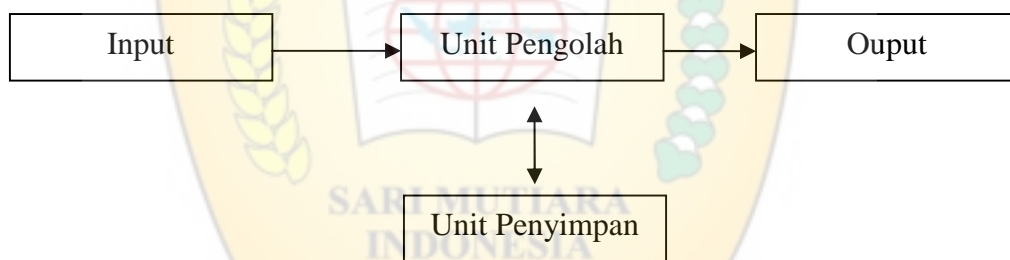 Input
Unit Pengolah
Ouput
SARI MUTIARA
Unit Penyimpan
INDONESIA